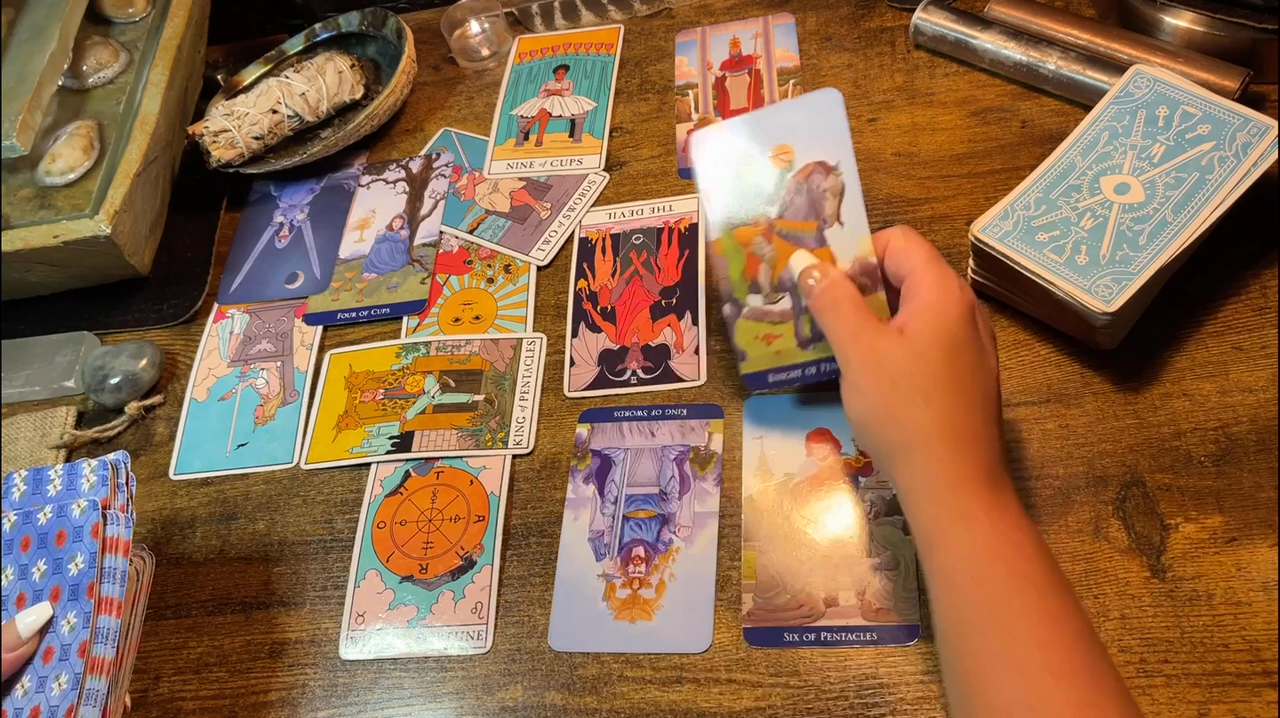 NINE of CUPS
TWO of SWORDS
THE DEVIL
FOUR OF CUPS
KING of PENTACLES
KING OF SWORDS
SIX OF PENTACLES